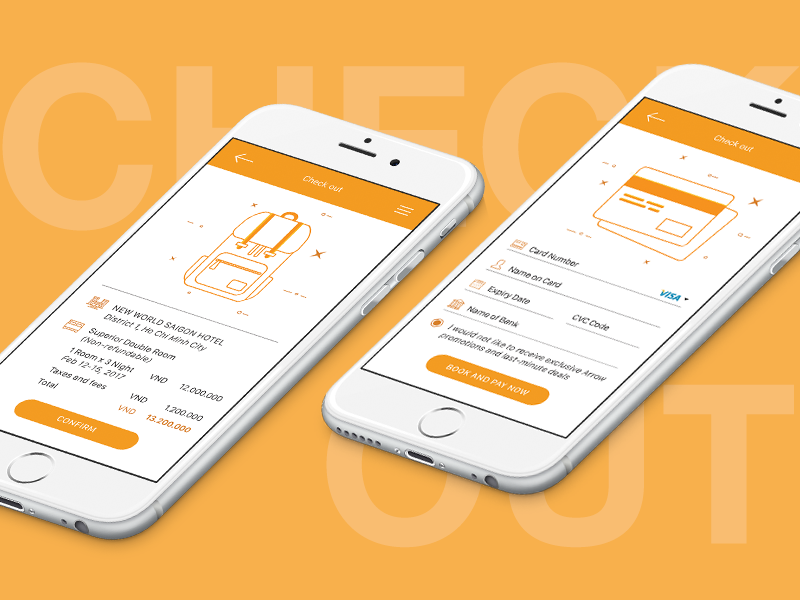 CHECK
OUT
Check out
NEW WORLD SAIGON HOTEL
District 1, Ho Chi Minh City
Superior Double Room
(Non-refundable)
1 Room x 3 Night VND 12.000.000
Feb 12-15, 2017
Taxes and fees VND 1.200.000
Total VND 13.200.000
CONFIRM
Check out
Card Number
Name on Card VISA
Expiry Date CVC Code
Name of Bank
I would not like to receive exclusive Arrow
promotions and last-minute deals
BOOK AND PAY NOW